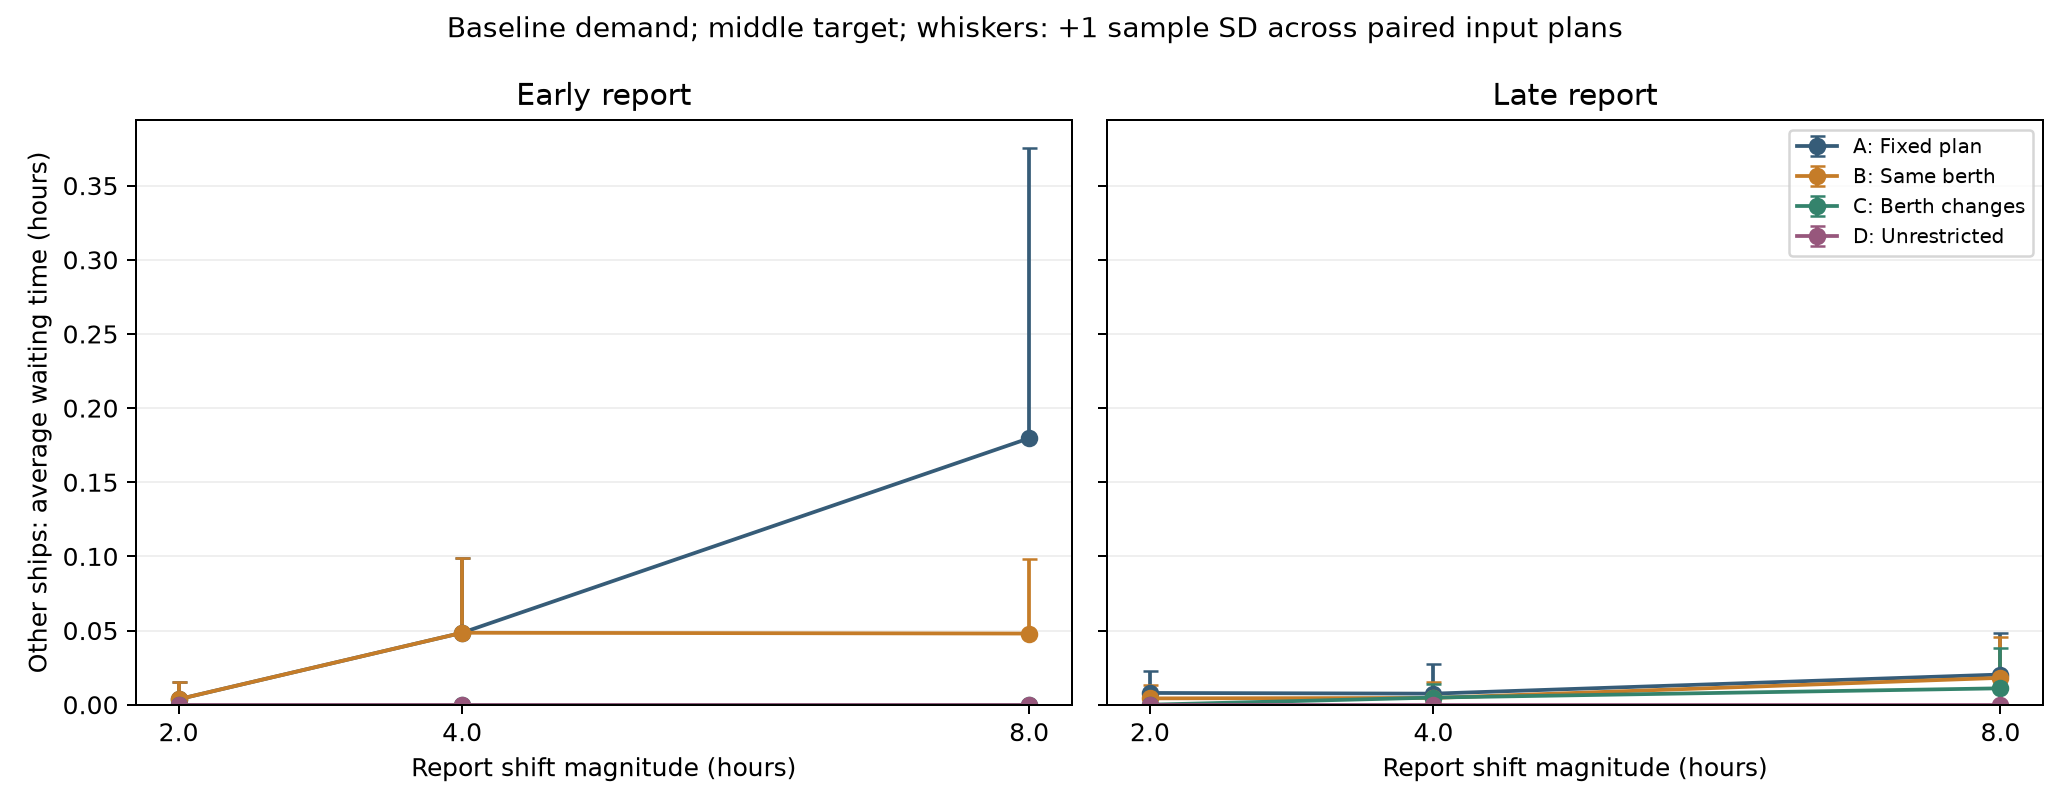 Baseline demand; middle target; whiskers: +1 sample SD across paired input plans
Early report
Other ships: average waiting time (hours)
0.35
0.30
0.25
0.20
0.15
0.10
0.05
0.00
2.0 4.0 8.0
Report shift magnitude (hours)
Late report
A: Fixed plan
B: Same berth
C: Berth changes
D: Unrestricted
2.0 4.0 8.0
Report shift magnitude (hours)